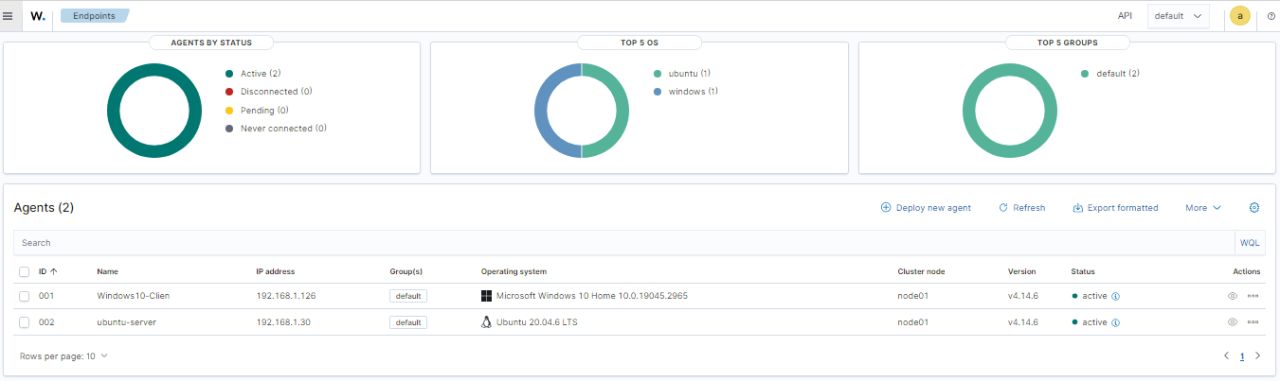 W. Endpoints API default a
AGENTS BY STATUS
Active (2)
Disconnected (0)
Pending (0)
Never connected (0)
TOP 5 OS
ubuntu (1)
windows (1)
TOP 5 GROUPS
default (2)
Agents (2) Deploy new agent Refresh Export formatted More
Search WQL
ID Name IP address Group(s) Operating system Cluster node Version Status Actions
001 Windows10-Clien 192.168.1.126 default Microsoft Windows 10 Home 10.0.19045.2965 node01 v4.14.6 active
002 ubuntu-server 192.168.1.30 default Ubuntu 20.04.6 LTS node01 v4.14.6 active
Rows per page: 10 1